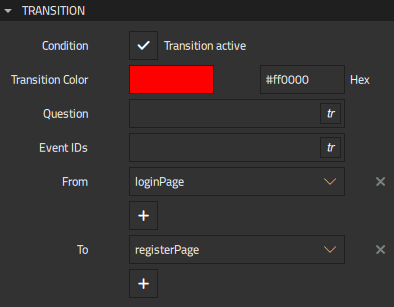 TRANSITION
Condition Transition active
Transition Color #ff0000 Hex
Question tr
Event IDs tr
From loginPage
To registerPage